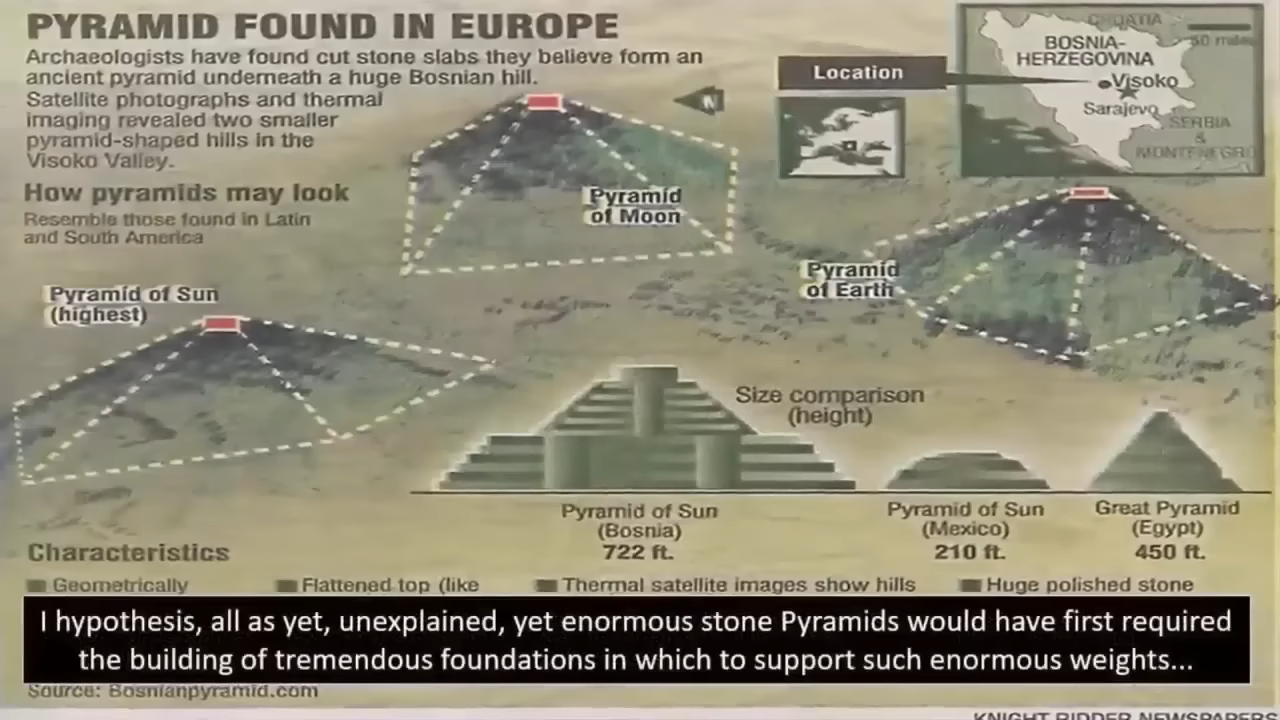 PYRAMID FOUND IN EUROPE
Archaeologists have found cut stone slabs they believe form an
ancient pyramid underneath a huge Bosnian hill.
Satellite photographs and thermal
imaging revealed two smaller
pyramid-shaped hills in the
Visoko Valley.
How pyramids may look
Resemble those found in Latin
and South America
N
Location
CROATIA
50 miles
BOSNIA-
HERZEGOVINA
Visoko
Sarajevo
SERBIA
&
MONTENEGRO
Pyramid
of Moon
Pyramid
of Earth
Pyramid of Sun
(highest)
Size comparison
(height)
Pyramid of Sun
(Bosnia)
722 ft.
Pyramid of Sun
(Mexico)
210 ft.
Great Pyramid
(Egypt)
450 ft.
Characteristics
Geometrically
Flattened top (like
Thermal satellite images show hills
Huge polished stone
I hypothesis, all as yet, unexplained, yet enormous stone Pyramids would have first required
the building of tremendous foundations in which to support such enormous weights...
Source: Bosnianpyramid.com
KNIGHT RIDDER NEWSPAPERS